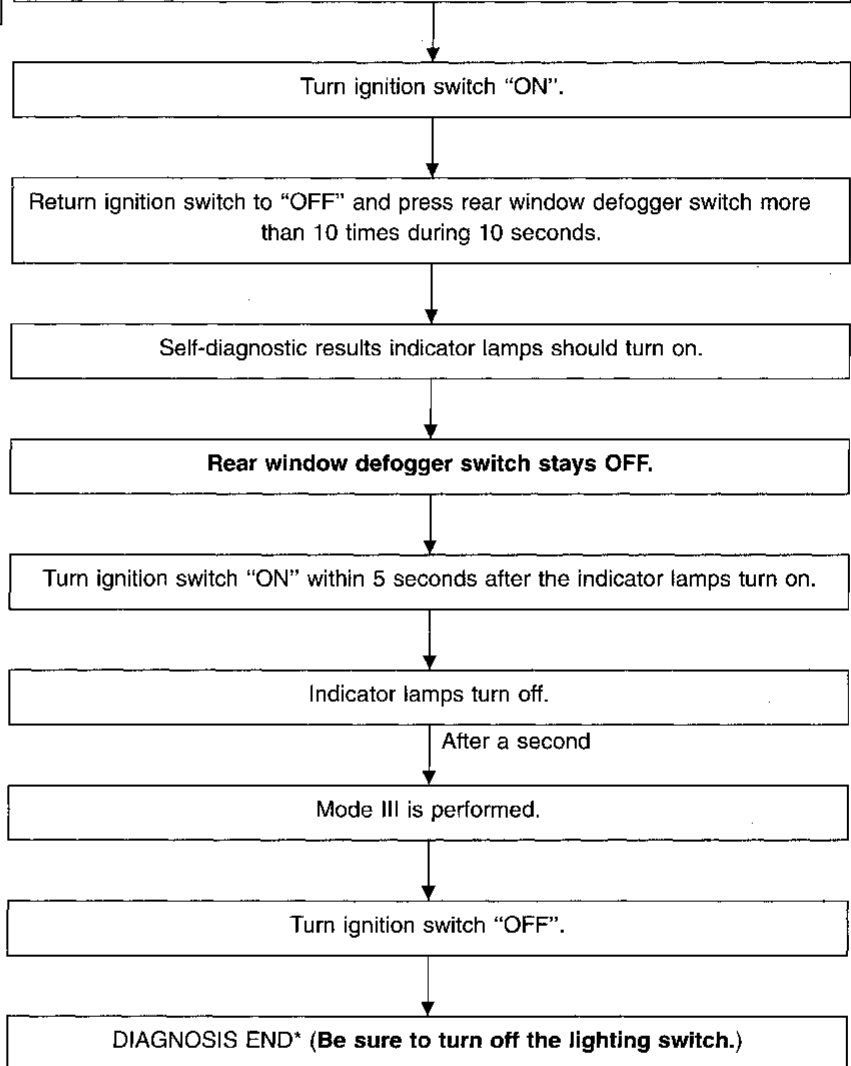 Turn ignition switch “ON”.
Return ignition switch to “OFF” and press rear window defogger switch more
than 10 times during 10 seconds.
Self-diagnostic results indicator lamps should turn on.
Rear window defogger switch stays OFF.
Turn ignition switch “ON” within 5 seconds after the indicator lamps turn on.
Indicator lamps turn off.
After a second
Mode III is performed.
Turn ignition switch “OFF”.
DIAGNOSIS END* (Be sure to turn off the lighting switch.)